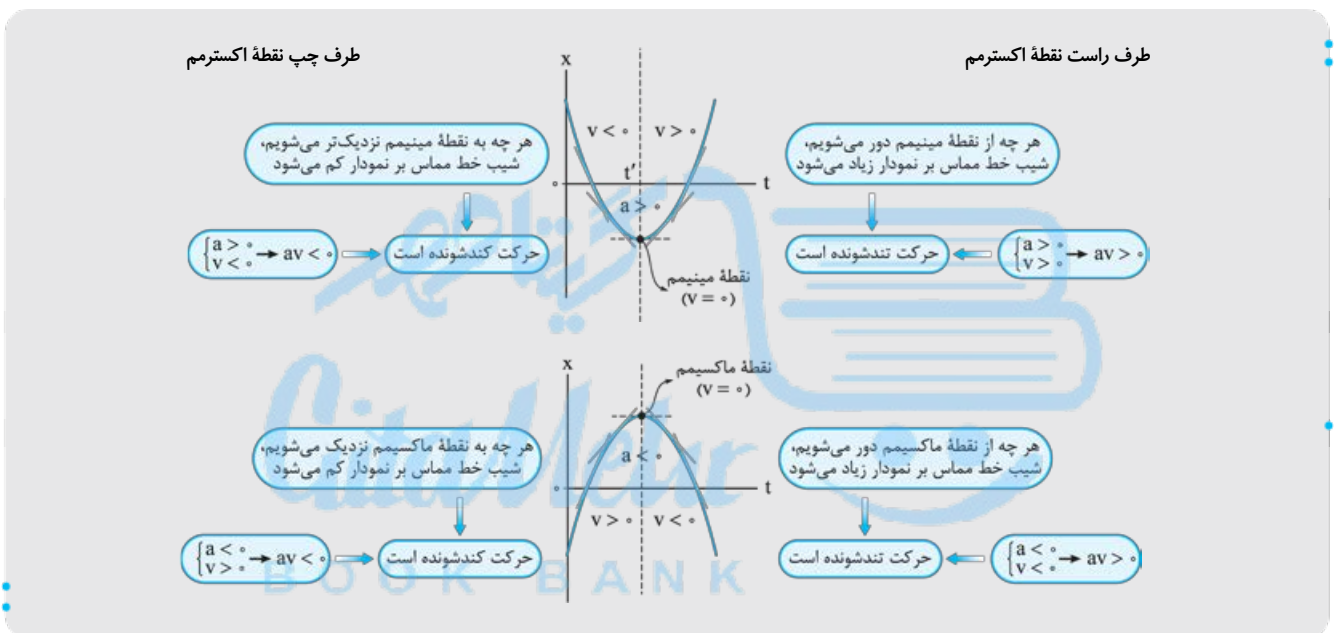 طرف راست نقطهٔ اکسترمم
طرف چپ نقطهٔ اکسترمم
x
هر چه از نقطهٔ مینیمم دور می‌شویم،
شیب خط مماس بر نمودار زیاد می‌شود
v < ۰
v > ۰
هر چه به نقطهٔ مینیمم نزدیک‌تر می‌شویم،
شیب خط مماس بر نمودار کم می‌شود
t′
t
۰
a > ۰
{a > ۰
v > ۰ → av > ۰
حرکت تندشونده است
حرکت کندشونده است
{a > ۰
v < ۰ → av < ۰
نقطهٔ مینیمم
(v = ۰)
x
نقطهٔ ماکسیمم
(v = ۰)
هر چه از نقطهٔ ماکسیمم دور می‌شویم،
شیب خط مماس بر نمودار زیاد می‌شود
a < ۰
هر چه به نقطهٔ ماکسیمم نزدیک می‌شویم،
شیب خط مماس بر نمودار کم می‌شود
۰
t
v > ۰
v < ۰
{a < ۰
v < ۰ → av > ۰
حرکت تندشونده است
حرکت کندشونده است
{a < ۰
v > ۰ → av < ۰
گیتامهر
GitaMehr
BOOK BANK